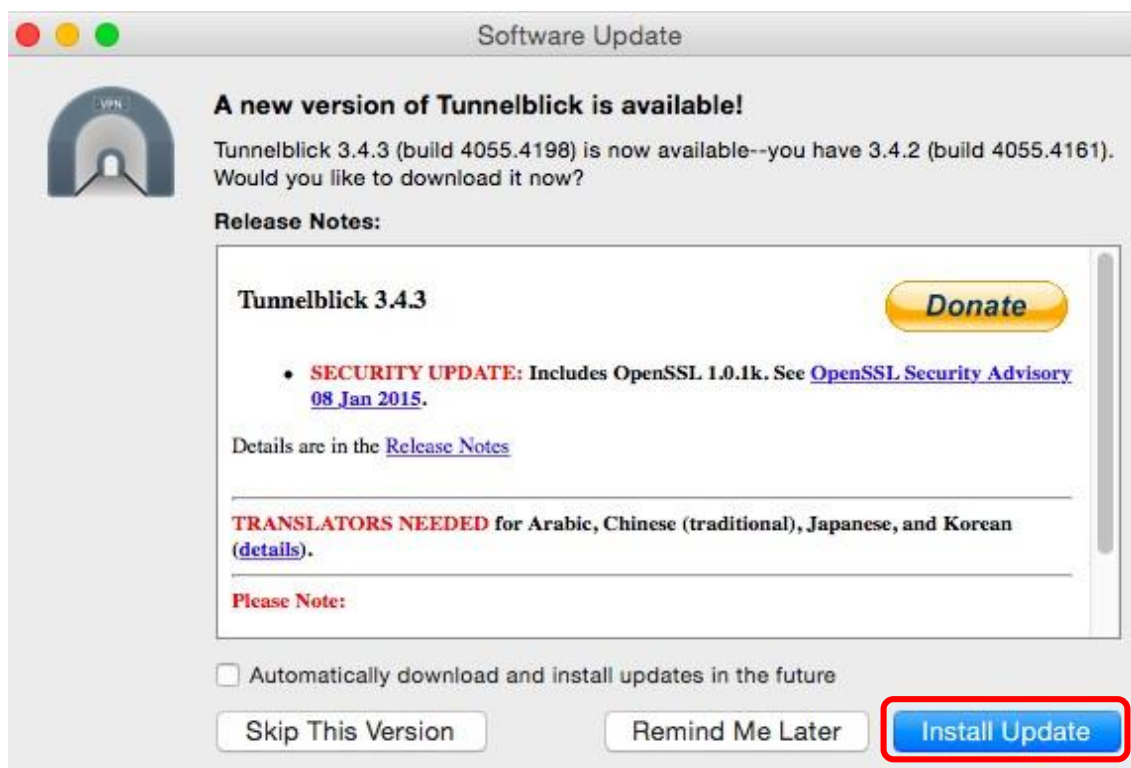 Software Update
VPN
A new version of Tunnelblick is available!
Tunnelblick 3.4.3 (build 4055.4198) is now available--you have 3.4.2 (build 4055.4161).
Would you like to download it now?
Release Notes:
Tunnelblick 3.4.3
Donate
• SECURITY UPDATE: Includes OpenSSL 1.0.1k. See OpenSSL Security Advisory
08 Jan 2015.
Details are in the Release Notes
TRANSLATORS NEEDED for Arabic, Chinese (traditional), Japanese, and Korean
(details).
Please Note:
Automatically download and install updates in the future
Skip This Version
Remind Me Later
Install Update